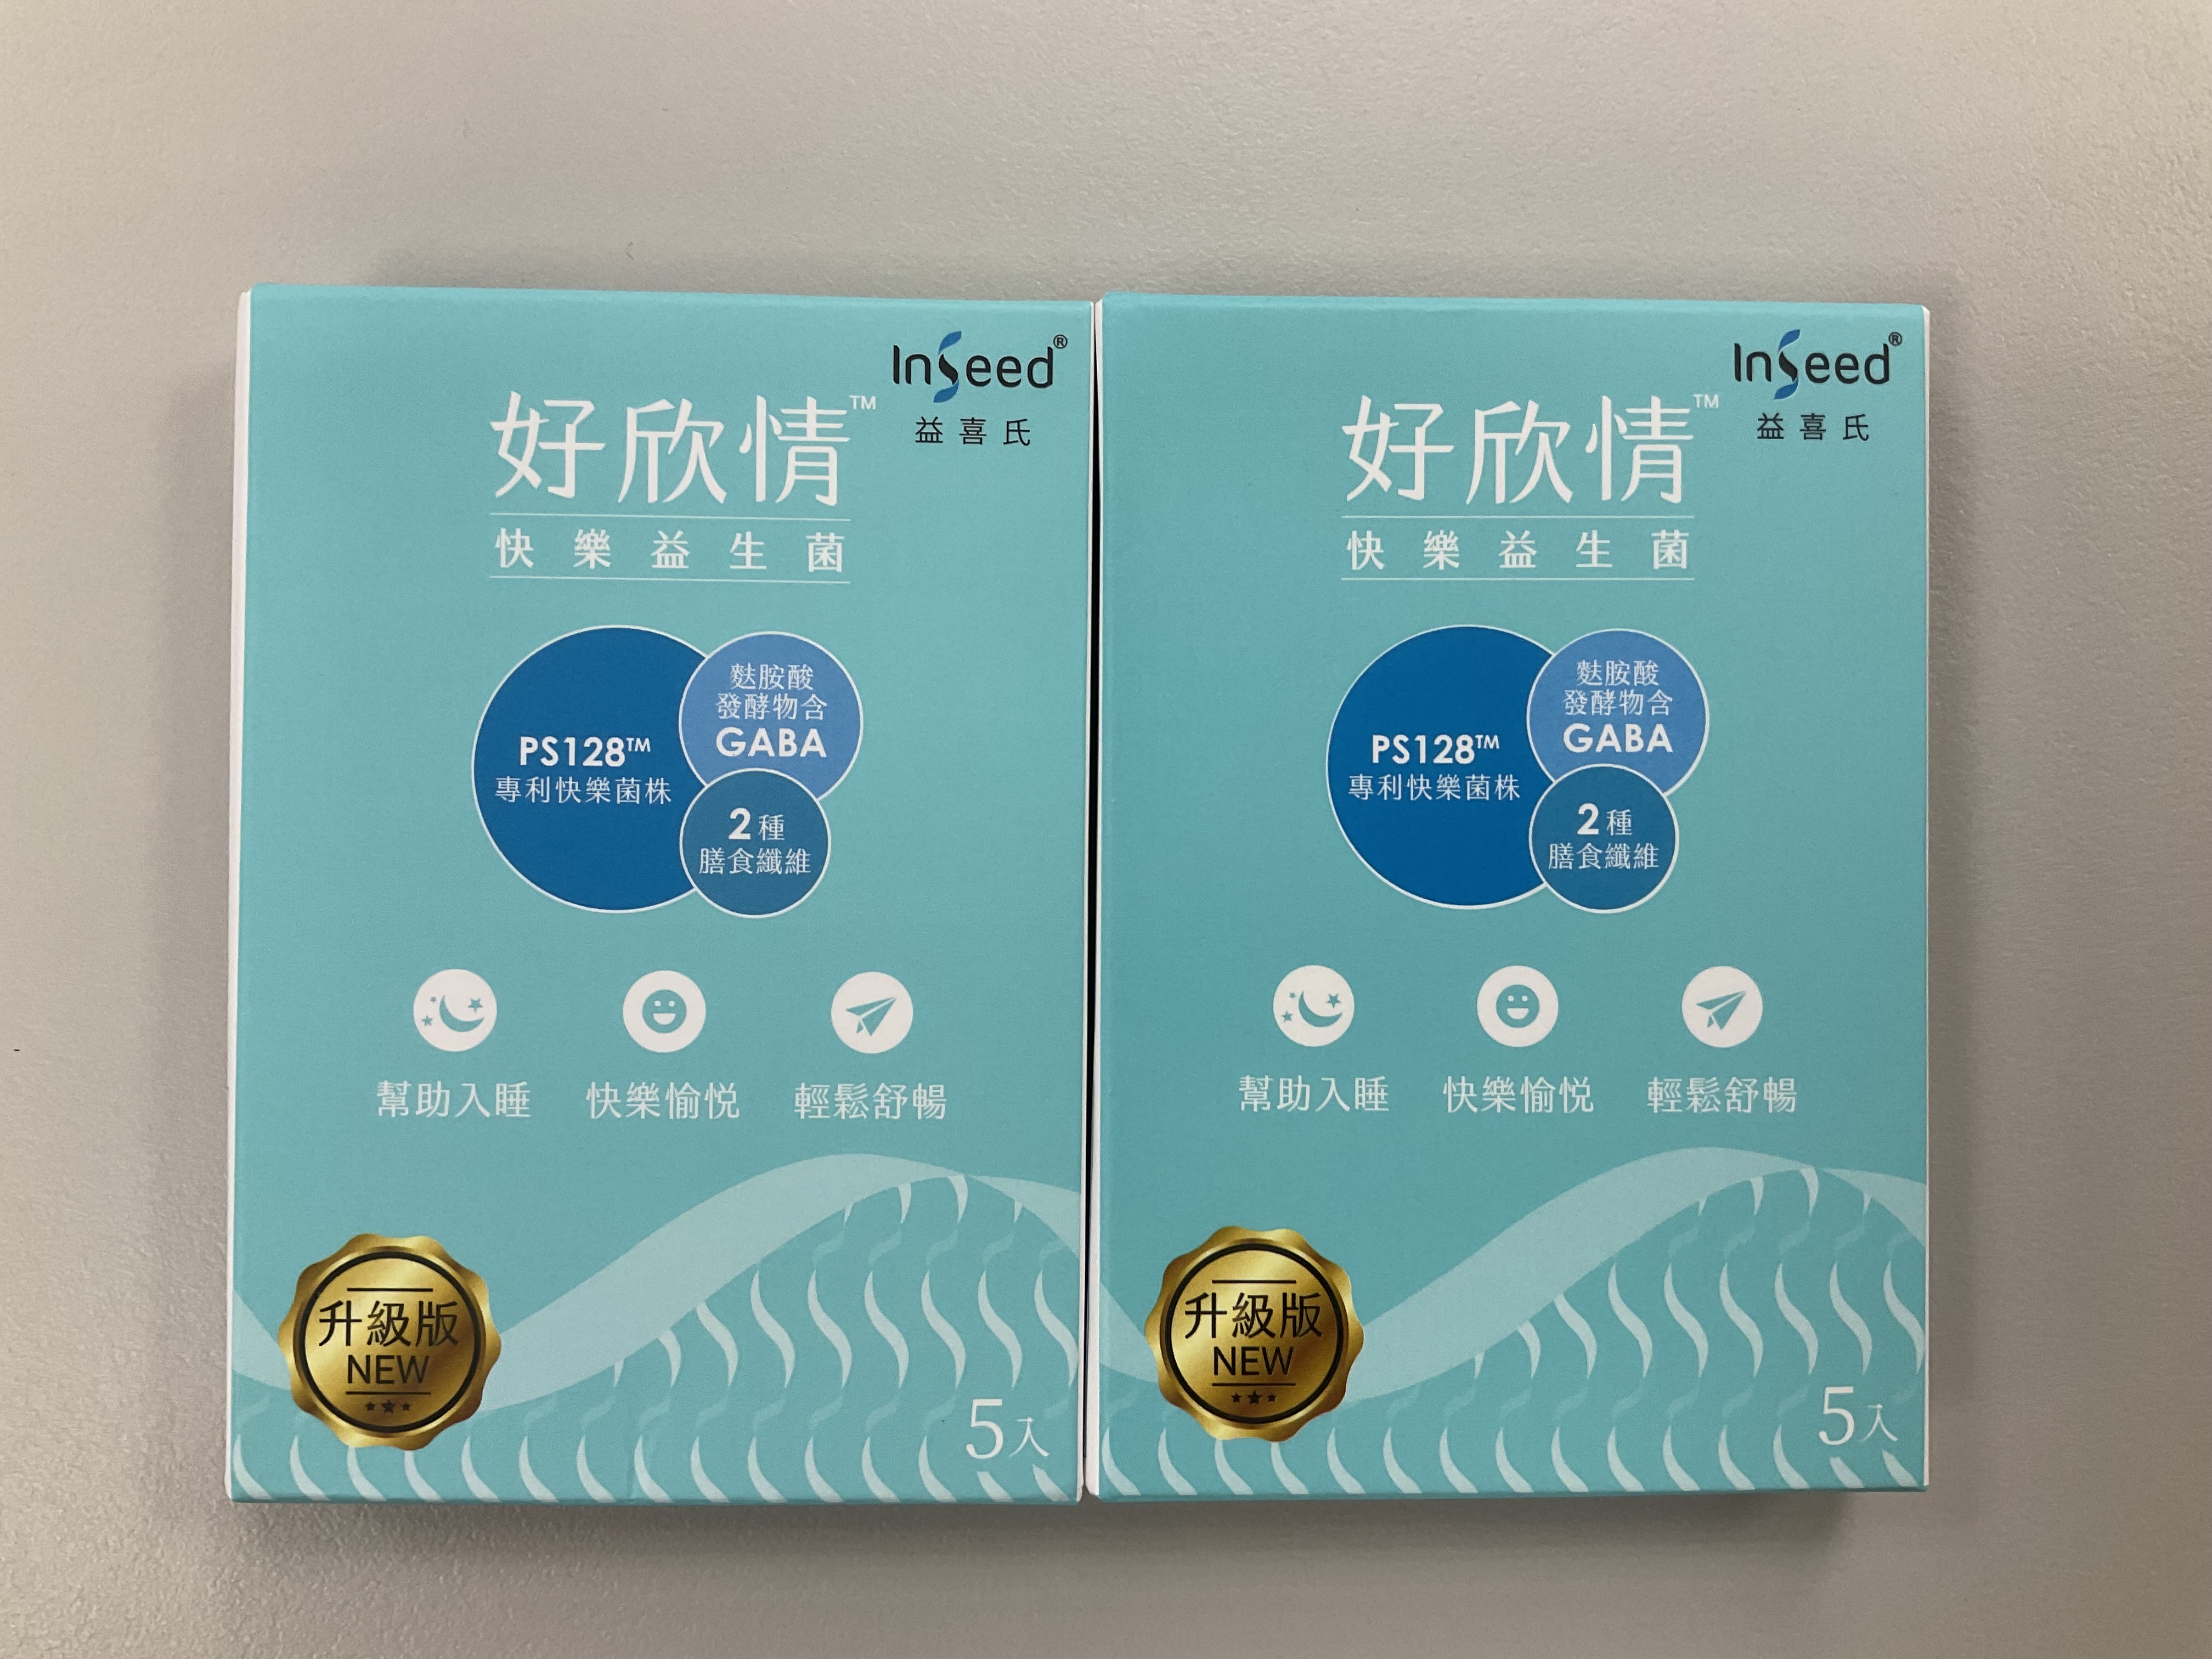 InSeed®
益喜氏
好欣情™
快樂益生菌
PS128™
專利快樂菌株
麩胺酸
發酵物含
GABA
2種
膳食纖維
幫助入睡
快樂愉悅
輕鬆舒暢
升級版
NEW
5入
InSeed®
益喜氏
好欣情™
快樂益生菌
PS128™
專利快樂菌株
麩胺酸
發酵物含
GABA
2種
膳食纖維
幫助入睡
快樂愉悅
輕鬆舒暢
升級版
NEW
5入